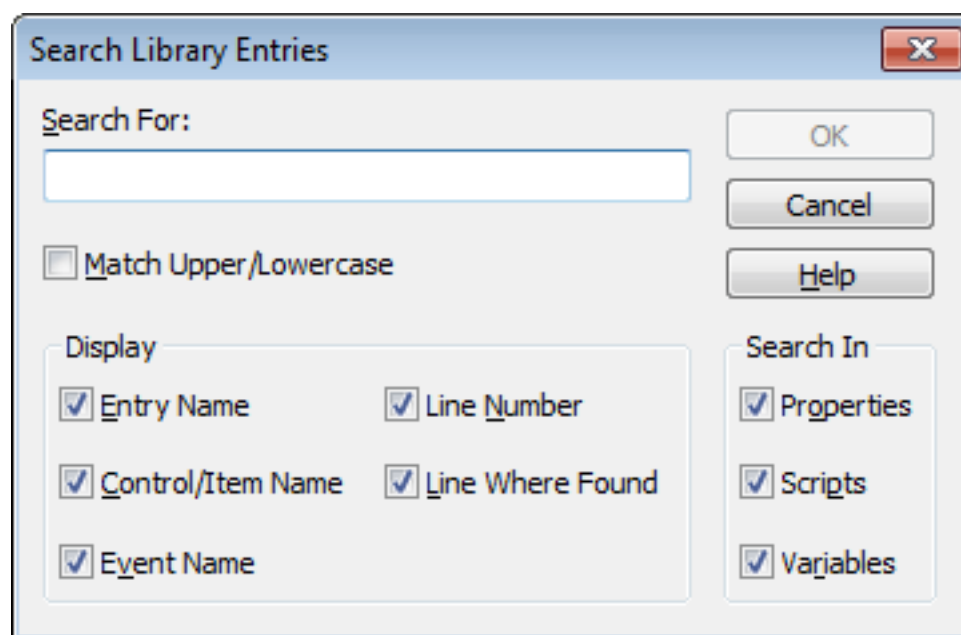 Search Library Entries
Search For:
OK
Cancel
Match Upper/Lowercase
Help
Display
Search In
Entry Name
Line Number
Properties
Control/Item Name
Line Where Found
Scripts
Event Name
Variables